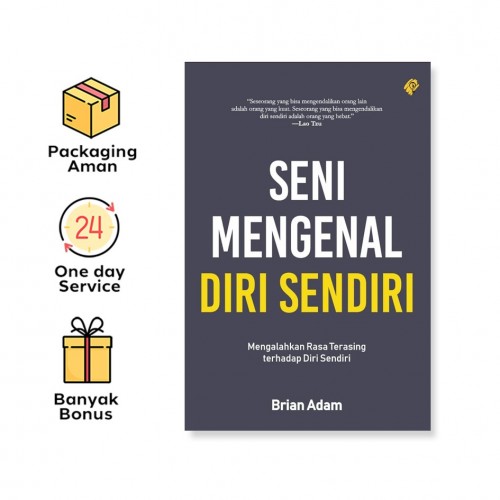 Packaging
Aman
24
One day
Service
Banyak
Bonus
"Seseorang yang bisa mengendalikan orang lain
adalah orang yang kuat. Seseorang yang bisa mengendalikan
diri sendiri adalah orang yang hebat."
—Lao Tzu
SENI
MENGENAL
DIRI SENDIRI
Mengalahkan Rasa Terasing
terhadap Diri Sendiri
Brian Adam